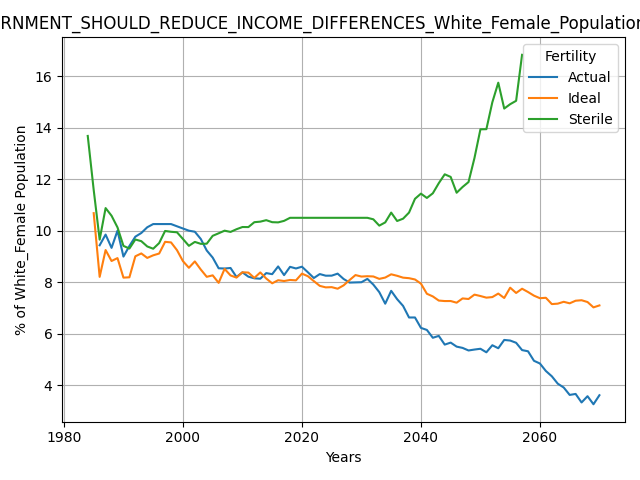 RNMENT_SHOULD_REDUCE_INCOME_DIFFERENCES_White_Female_Population
% of White_Female Population
16
14
12
10
8
6
4
1980
2000
2020
2040
2060
Years
Fertility
Actual
Ideal
Sterile